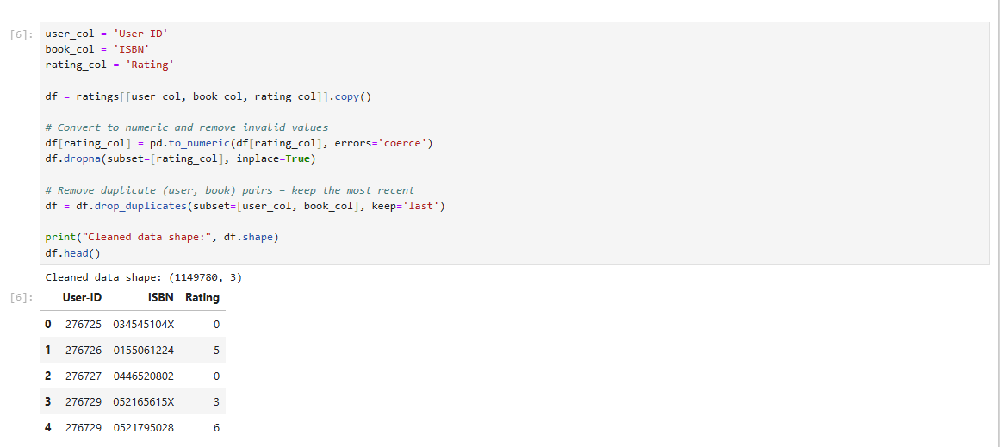 [6]: user_col = 'User-ID'
book_col = 'ISBN'
rating_col = 'Rating'
df = ratings[[user_col, book_col, rating_col]].copy()
# Convert to numeric and remove invalid values
df[rating_col] = pd.to_numeric(df[rating_col], errors='coerce')
df.dropna(subset=[rating_col], inplace=True)
# Remove duplicate (user, book) pairs – keep the most recent
df = df.drop_duplicates(subset=[user_col, book_col], keep='last')
print("Cleaned data shape:", df.shape)
df.head()
Cleaned data shape: (1149780, 3)
[6]: User-ID ISBN Rating
0 276725 034545104X 0
1 276726 0155061224 5
2 276727 0446520802 0
3 276729 052165615X 3
4 276729 0521795028 6